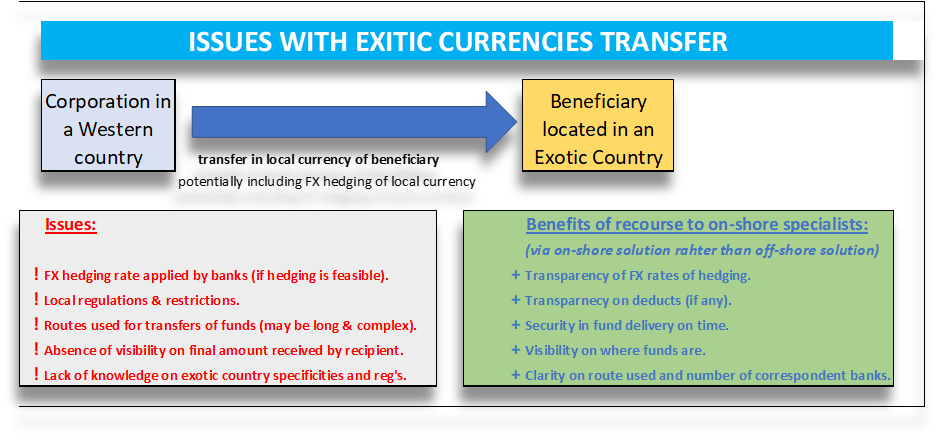 ISSUES WITH EXITIC CURRENCIES TRANSFER
Corporation in
a Western
country
transfer in local currency of beneficiary
potentially including FX hedging of local currency
Beneficiary
located in an
Exotic Country
Issues:
! FX hedging rate applied by banks (if hedging is feasible).
! Local regulations & restrictions.
! Routes used for transfers of funds (may be long & complex).
! Absence of visibility on final amount received by recipient.
! Lack of knowledge on exotic country specificities and reg's.
Benefits of recourse to on-shore specialists:
(via on-shore solution rahter than off-shore solution)
+ Transparency of FX rates of hedging.
+ Transparnecy on deducts (if any).
+ Security in fund delivery on time.
+ Visibility on where funds are.
+ Clarity on route used and number of correspondent banks.